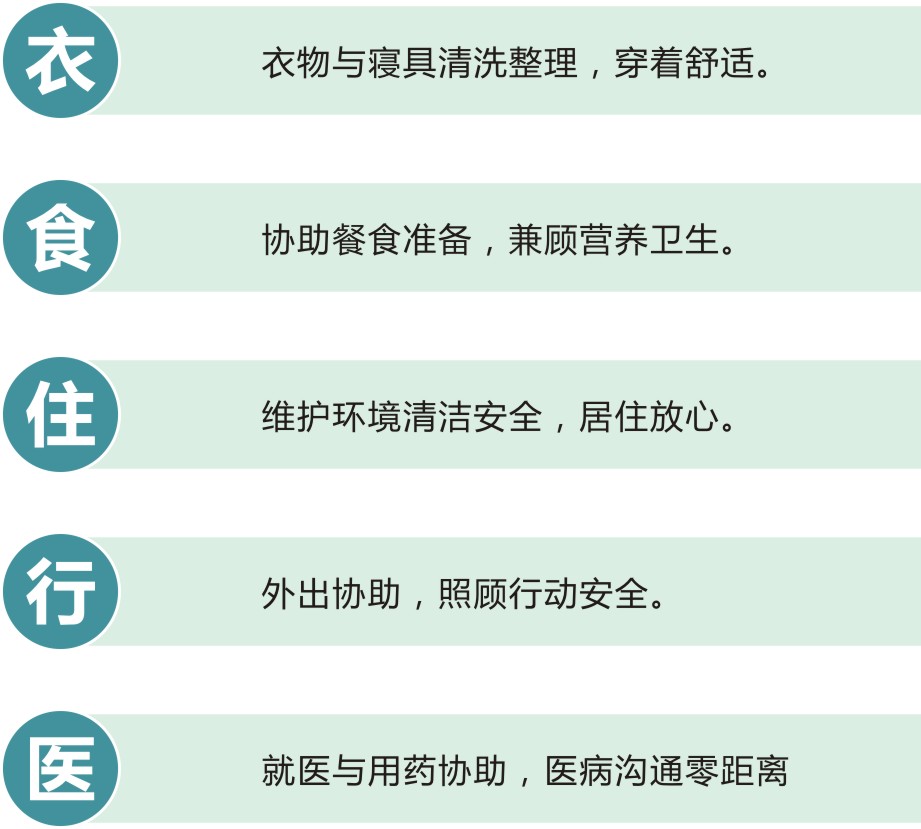 衣
衣物与寝具清洗整理，穿着舒适。
食
协助餐食准备，兼顾营养卫生。
住
维护环境清洁安全，居住放心。
行
外出协助，照顾行动安全。
医
就医与用药协助，医病沟通零距离